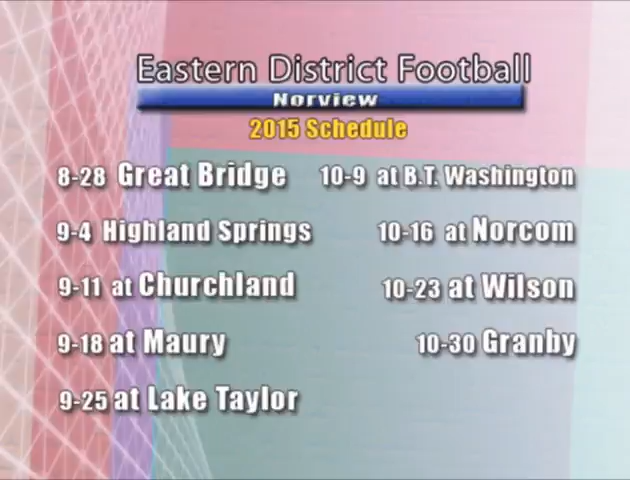 Eastern District Football
Norview
2015 Schedule
8-28 Great Bridge
9-4 Highland Springs
9-11 at Churchland
9-18 at Maury
9-25 at Lake Taylor
10-9 at B.T. Washington
10-16 at Norcom
10-23 at Wilson
10-30 Granby